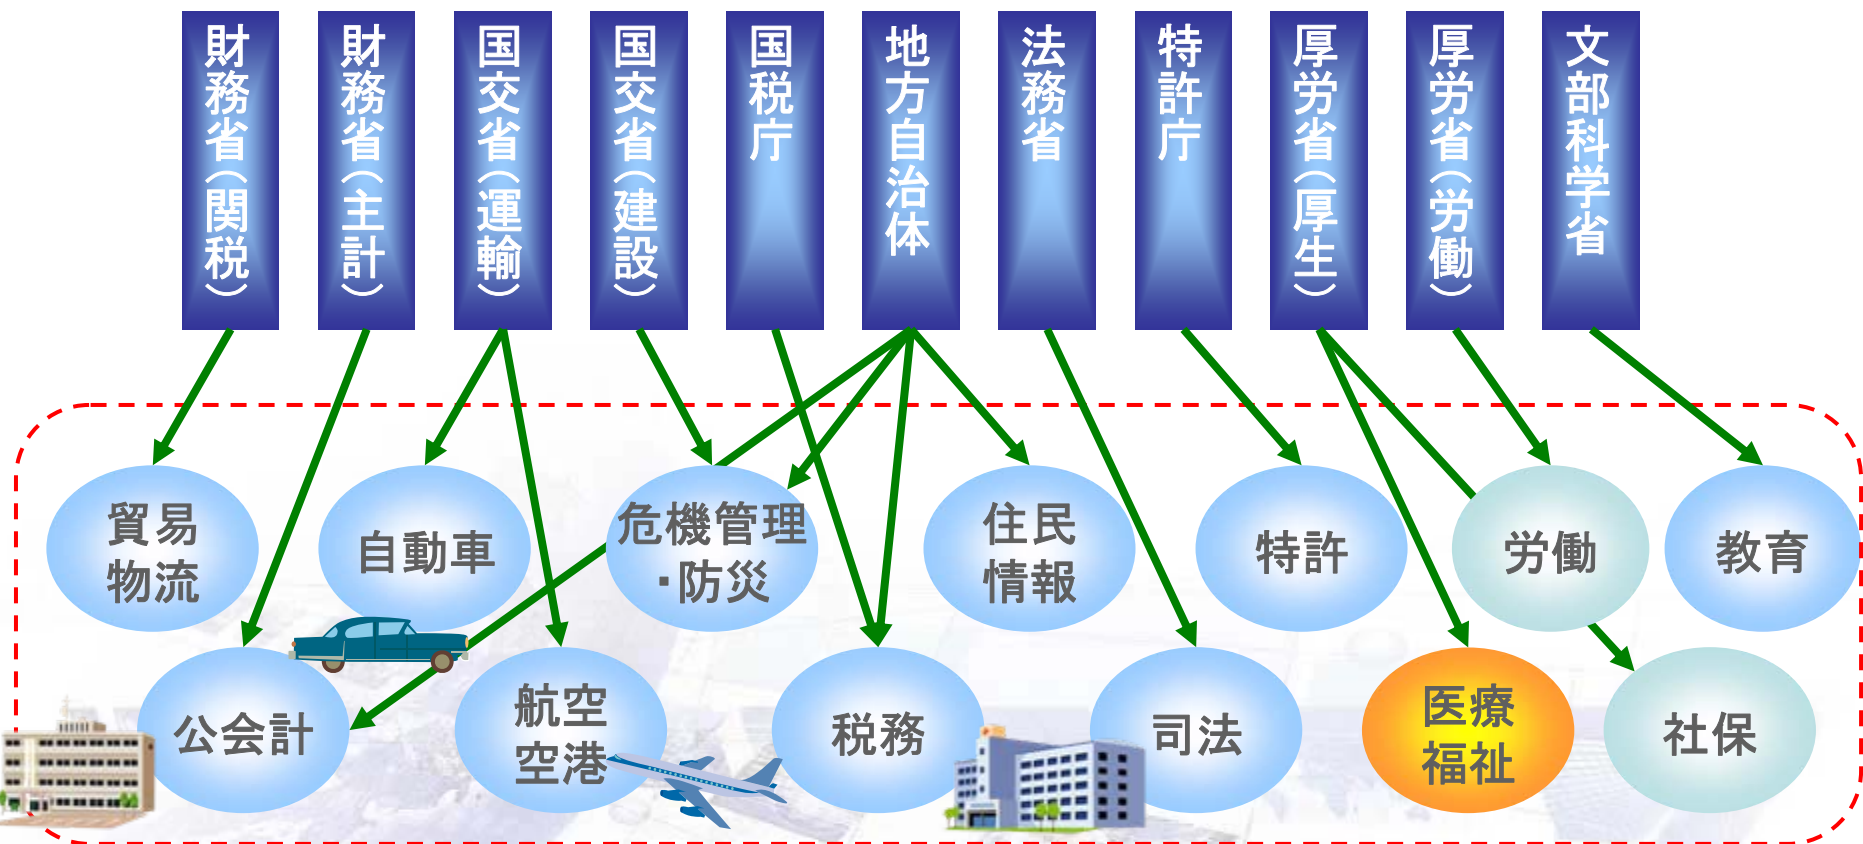 財務省（関税）
財務省（主計）
国交省（運輸）
国交省（建設）
国税庁
地方自治体
法務省
特許庁
厚労省（厚生）
厚労省（労働）
文部科学省
貿易
物流
自動車
危機管理
・防災
住民
情報
特許
労働
教育
公会計
航空
空港
税務
司法
医療
福祉
社保